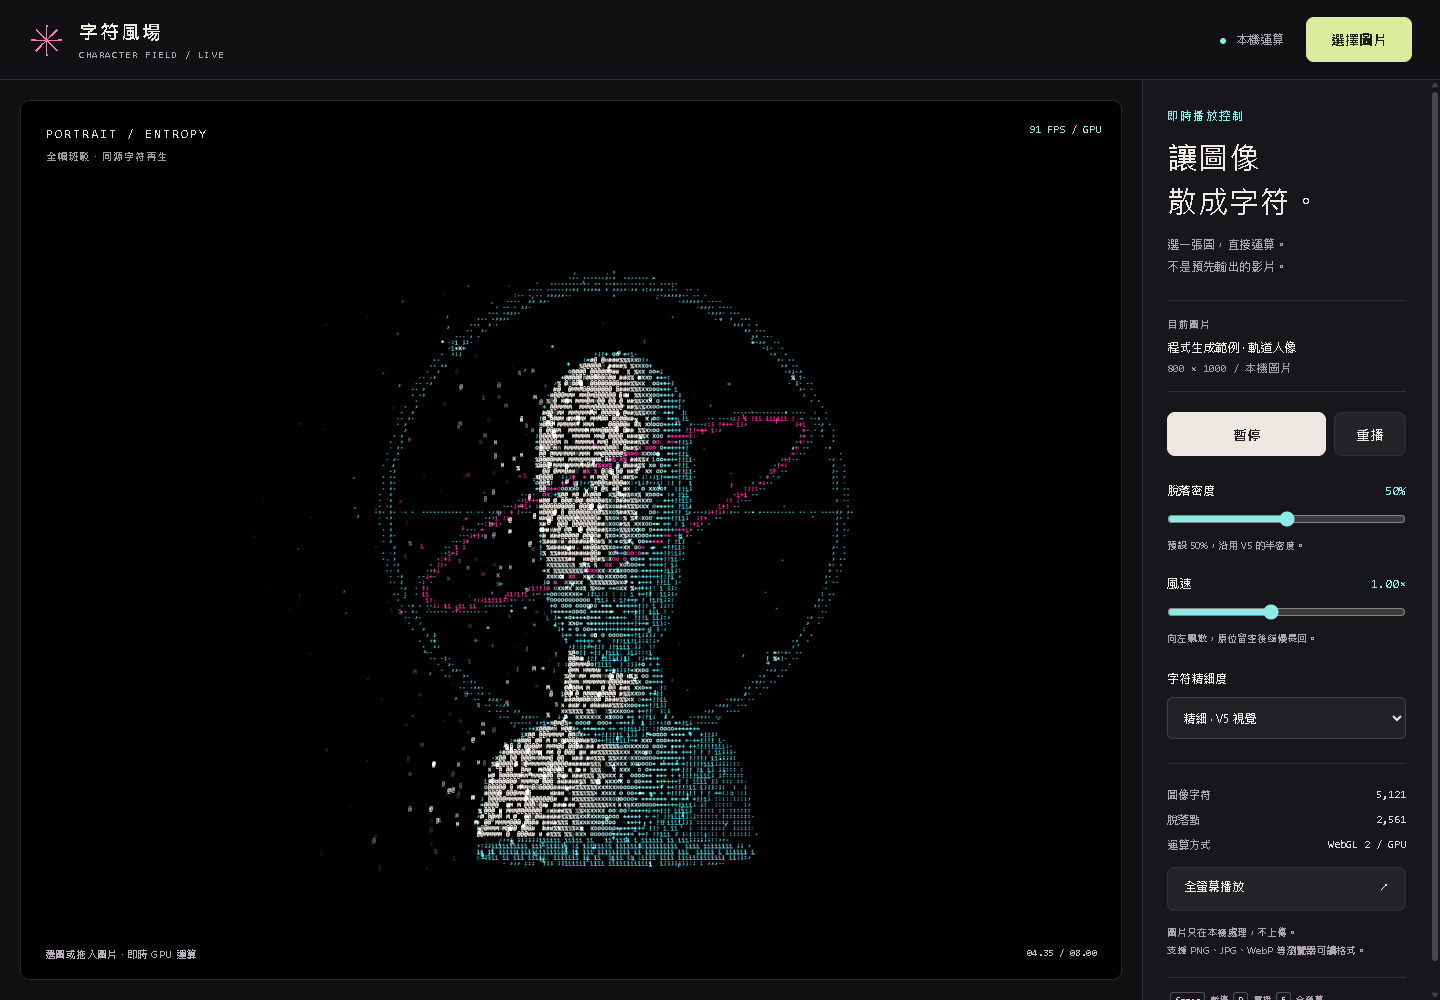 字符風場
CHARACTER FIELD / LIVE
本機運算
選擇圖片
PORTRAIT / ENTROPY
全幅斑駁 · 同源字符再生
91 FPS / GPU
選圖或拖入圖片 · 即時 GPU 運算
04.35 / 08.00
即時播放控制
讓圖像
散成字符。
選一張圖，直接運算。
不是預先輸出的影片。
目前圖片
程式生成範例 · 軌道人像
800 × 1000 / 本機圖片
暫停
重播
脫落密度
50%
預設 50%，沿用 V5 的半密度。
風速
1.00×
向左飄散，原位留空後緩慢長回。
字符精細度
精細 · V5 視覺
圖像字符
5,121
脫落點
2,561
運算方式
WebGL 2 / GPU
全螢幕播放 ↗
圖片只在本機處理，不上傳。
支援 PNG、JPG、WebP 等瀏覽器可讀格式。